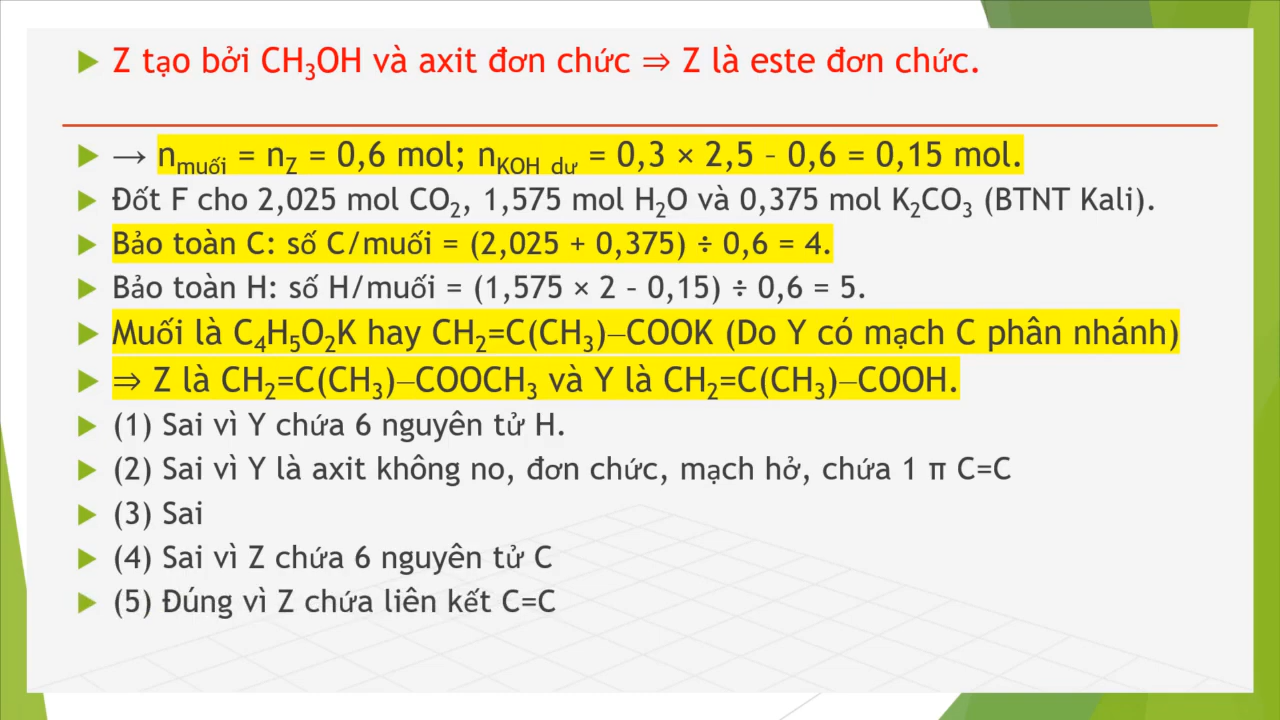 Z tạo bởi CH₃OH và axit đơn chức ⇒ Z là este đơn chức.
→ nₘᵤốᵢ = n_Z = 0,6 mol; n_KOH dư = 0,3 × 2,5 – 0,6 = 0,15 mol.
Đốt F cho 2,025 mol CO₂, 1,575 mol H₂O và 0,375 mol K₂CO₃ (BTNT Kali).
Bảo toàn C: số C/muối = (2,025 + 0,375) ÷ 0,6 = 4.
Bảo toàn H: số H/muối = (1,575 × 2 – 0,15) ÷ 0,6 = 5.
Muối là C₄H₅O₂K hay CH₂=C(CH₃)–COOK (Do Y có mạch C phân nhánh)
⇒ Z là CH₂=C(CH₃)–COOCH₃ và Y là CH₂=C(CH₃)–COOH.
(1) Sai vì Y chứa 6 nguyên tử H.
(2) Sai vì Y là axit không no, đơn chức, mạch hở, chứa 1 π C=C
(3) Sai
(4) Sai vì Z chứa 6 nguyên tử C
(5) Đúng vì Z chứa liên kết C=C